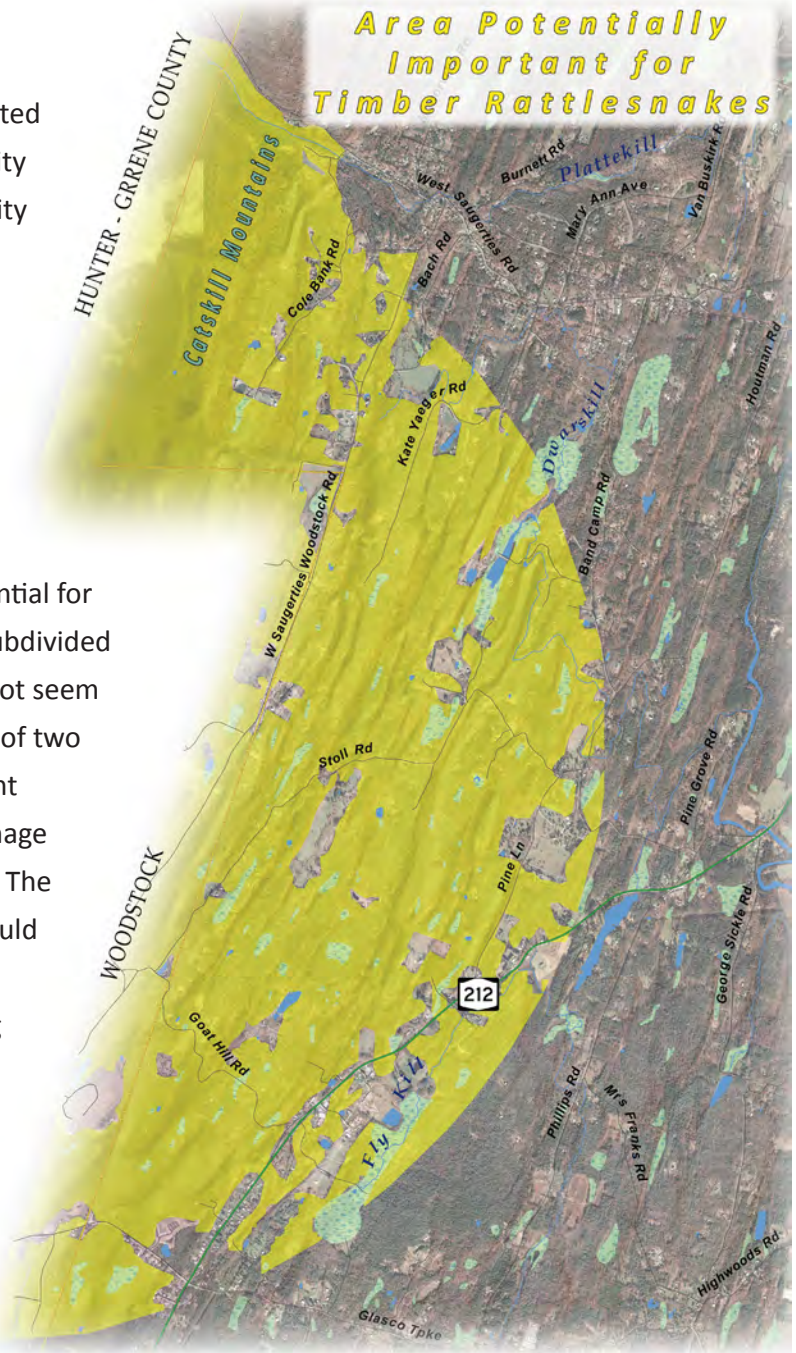 Area Potentially
Important for
Timber Rattlesnakes
ted
ity
ity
ntial for
ubdivided
ot seem
of two
nt
nage
The
uld
HUNTER - GRRENE COUNTY
Catskill Mountains
Cole Bank Rd
West Saugerties Rd
Burnett Rd
Plattekill
Mary Ann Ave
Van Buskirk R
Bach Rd
Kate Yaeger Rd
Dwarskill
Houtman Rd
Band Camp Rd
W Saugerties Woodstock Rd
Stoll Rd
Pine Grove Rd
Pine Ln
WOODSTOCK
George Sickle Rd
212
Goat Hill Rd
Fly Kill
Phillips Rd
Mrs Franks Rd
Highwoods Rd
Glasco Tpke